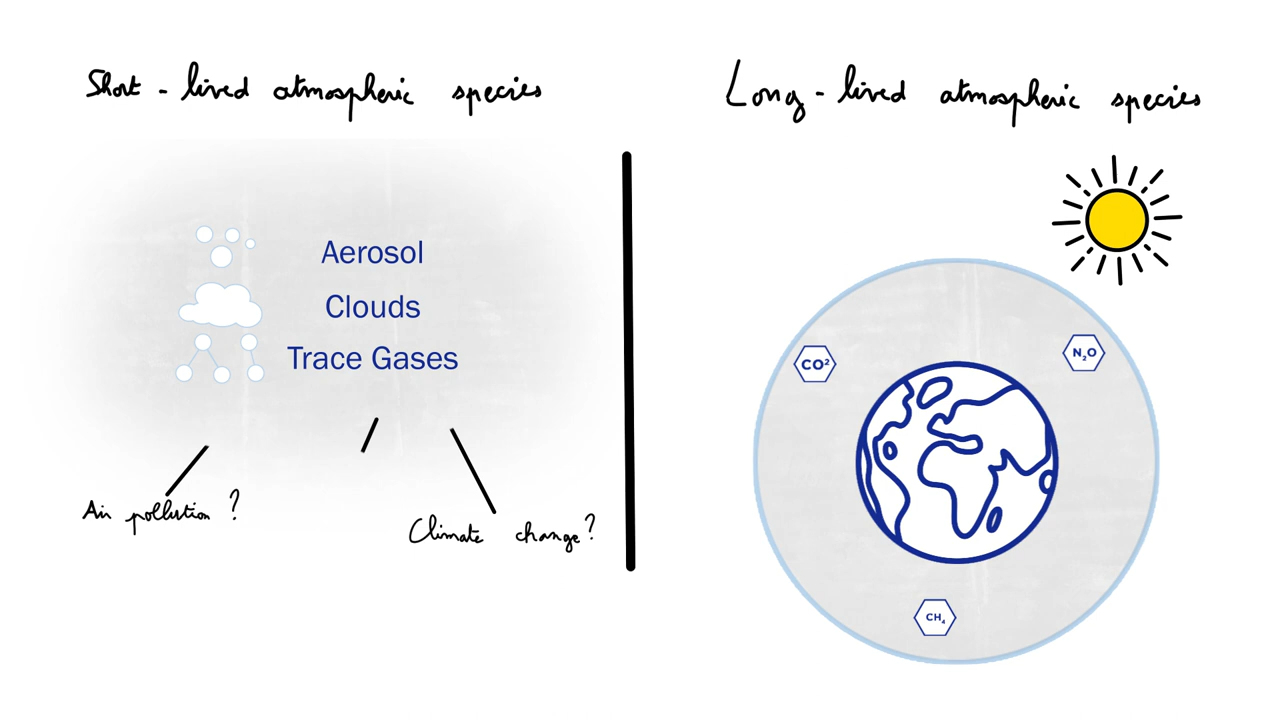 Short-lived atmospheric species
Aerosol
Clouds
Trace Gases
Air pollution ?
Climate change?
Long-lived atmospheric species
CO²
N₂O
CH₄